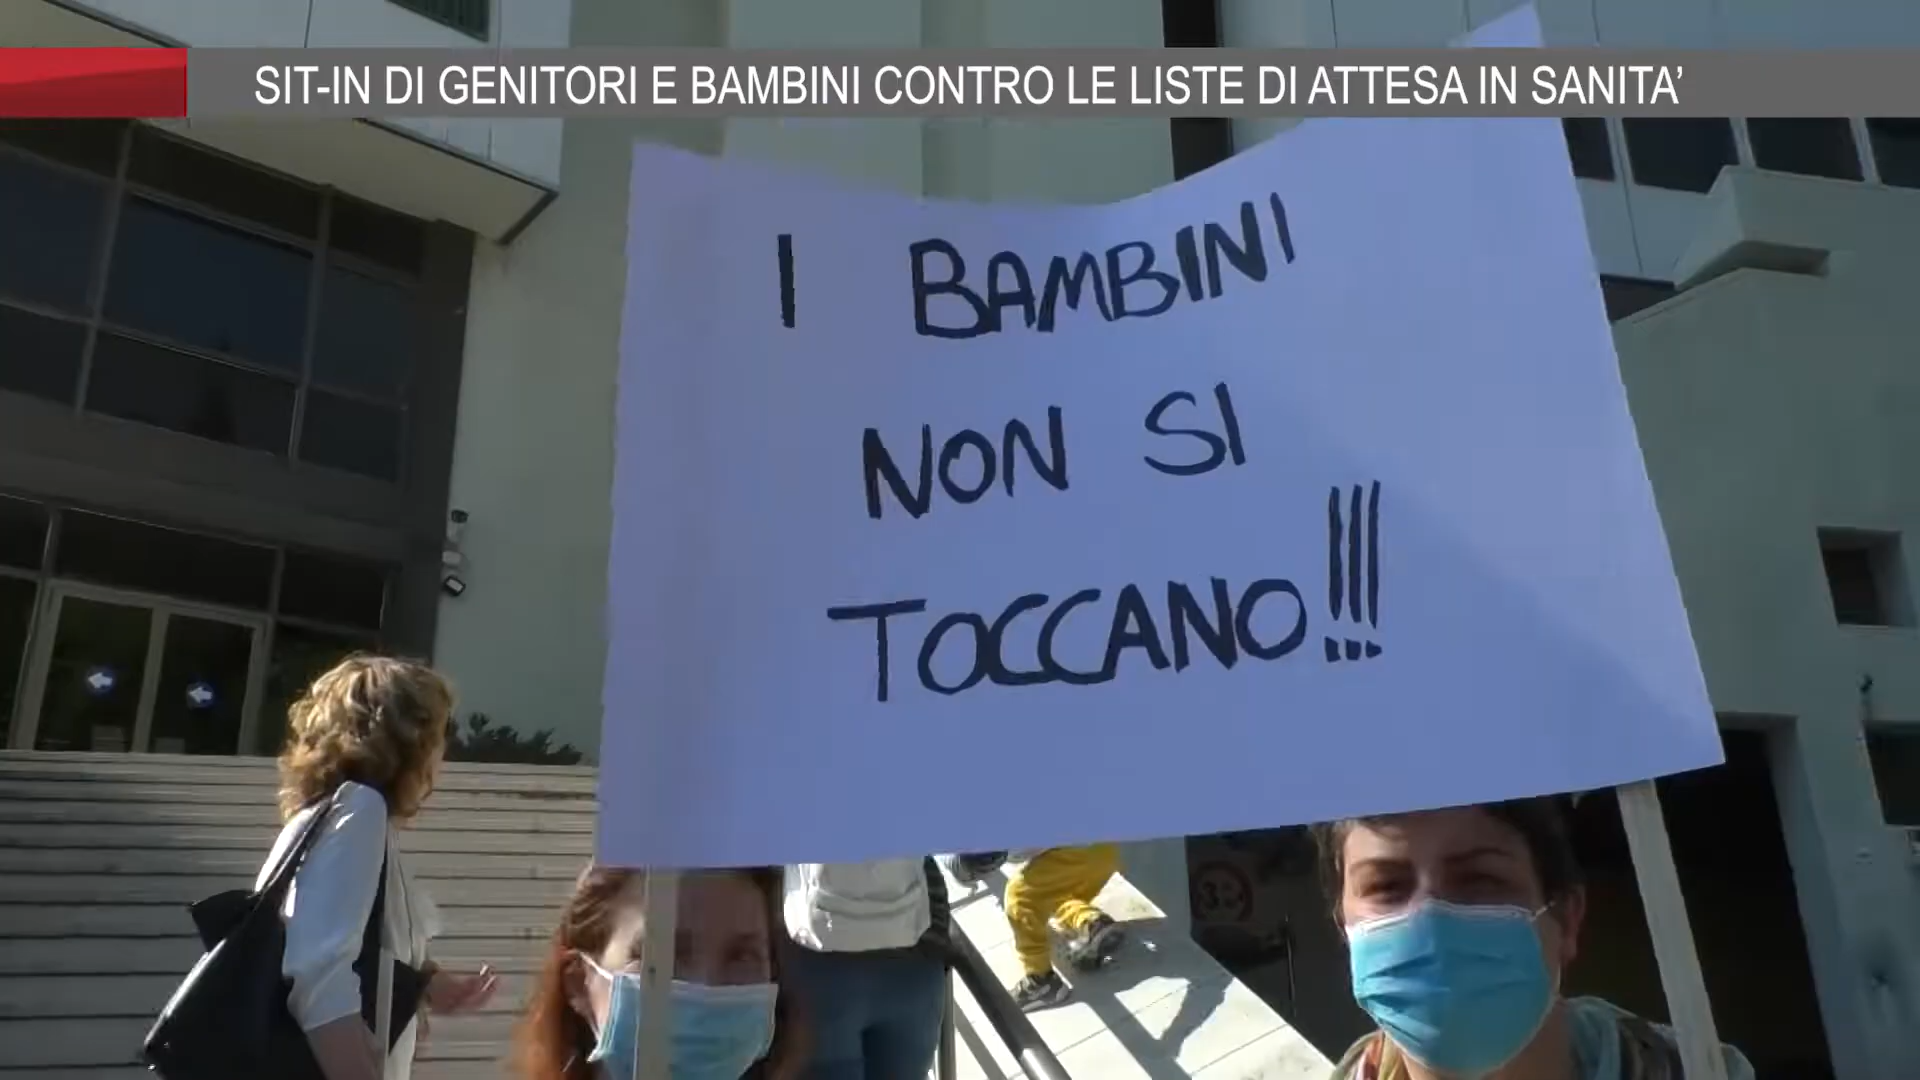 SIT-IN DI GENITORI E BAMBINI CONTRO LE LISTE DI ATTESA IN SANITA'
I BAMBINI
NON SI
TOCCANO!!!